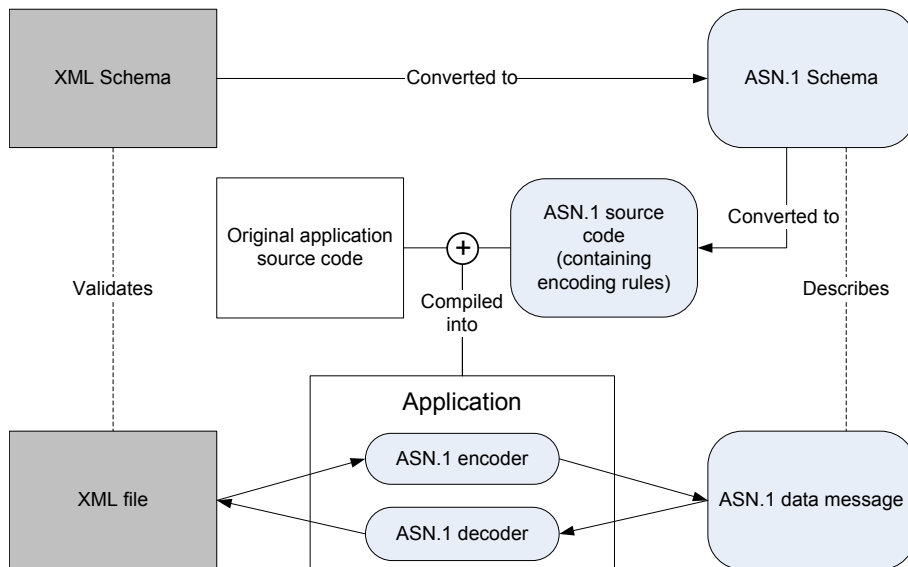 XML Schema
Converted to
ASN.1 Schema
Original application
source code
+
ASN.1 source
code
(containing
encoding rules)
Converted to
Validates
Compiled
into
Describes
Application
ASN.1 encoder
XML file
ASN.1 data message
ASN.1 decoder